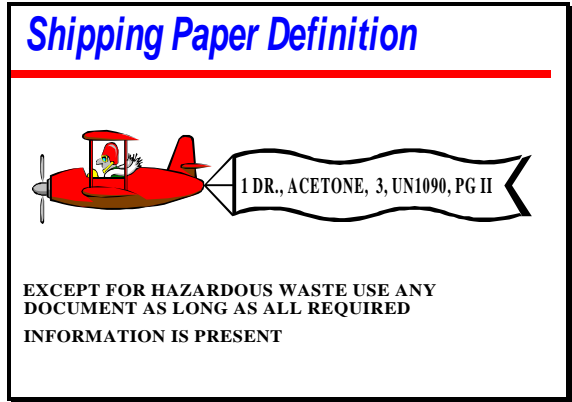 Shipping Paper Definition
1 DR., ACETONE, 3, UN1090, PG II
EXCEPT FOR HAZARDOUS WASTE USE ANY
DOCUMENT AS LONG AS ALL REQUIRED
INFORMATION IS PRESENT